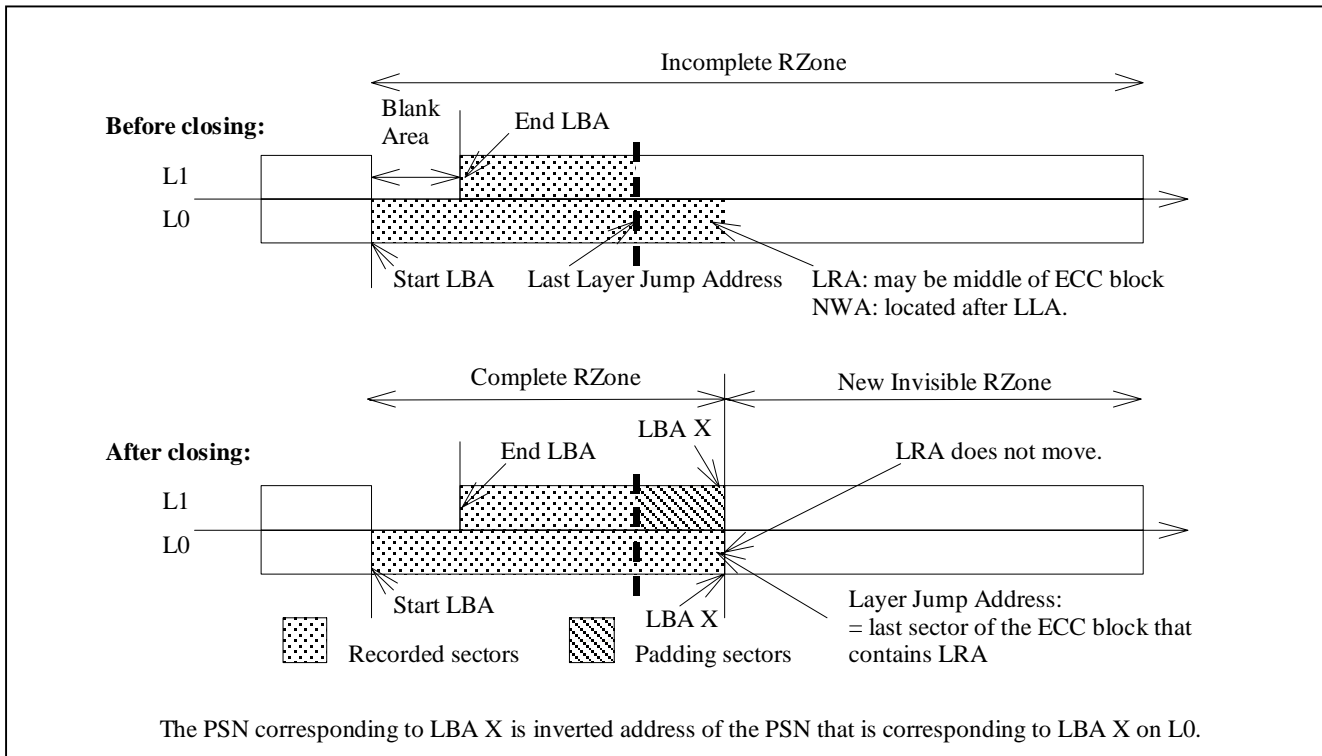 Incomplete RZone
Blank
Area
Before closing:
End LBA
L1
L0
Start LBA
Last Layer Jump Address
LRA: may be middle of ECC block
NWA: located after LLA.
Complete RZone
New Invisible RZone
LBA X
After closing:
End LBA
LRA does not move.
L1
L0
Start LBA
LBA X
Layer Jump Address:
= last sector of the ECC block that
contains LRA
Recorded sectors
Padding sectors
The PSN corresponding to LBA X is inverted address of the PSN that is corresponding to LBA X on L0.